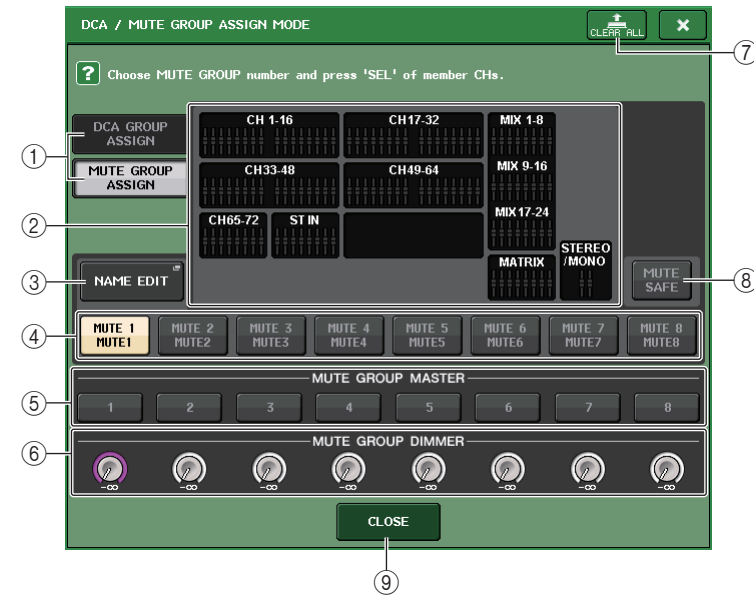 DCA / MUTE GROUP ASSIGN MODE
CLEAR ALL
⑦
? Choose MUTE GROUP number and press 'SEL' of member CHs.
①
DCA GROUP
ASSIGN
MUTE GROUP
ASSIGN
②
CH 1-16
CH17-32
MIX 1-8
CH33-48
CH49-64
MIX 9-16
CH65-72
ST IN
MIX17-24
MATRIX
STEREO
/MONO
③
NAME EDIT
MUTE
SAFE
⑧
④
MUTE 1
MUTE1
MUTE 2
MUTE2
MUTE 3
MUTE3
MUTE 4
MUTE4
MUTE 5
MUTE5
MUTE 6
MUTE6
MUTE 7
MUTE7
MUTE 8
MUTE8
⑤
MUTE GROUP MASTER
1 2 3 4 5 6 7 8
⑥
MUTE GROUP DIMMER
-∞ -∞ -∞ -∞ -∞ -∞ -∞ -∞
CLOSE
⑨